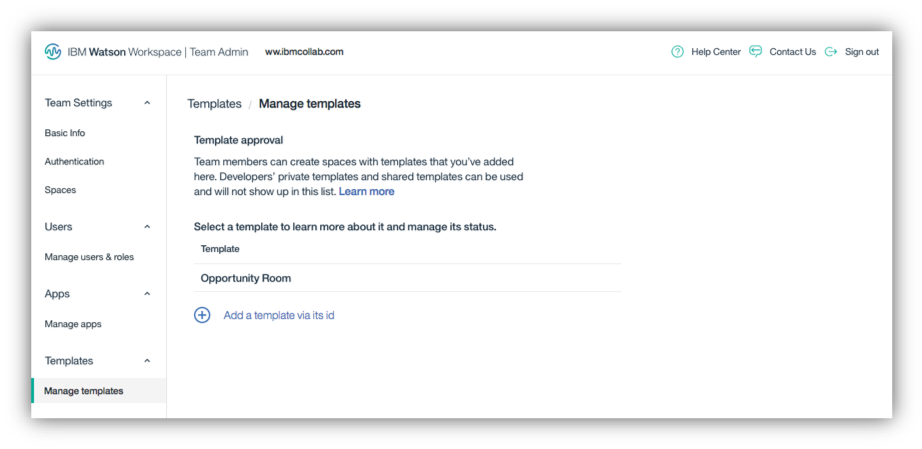 IBM Watson Workspace | Team Admin ww.ibmcollab.com Help Center Contact Us Sign out
Team Settings
Basic Info
Authentication
Spaces
Users
Manage users & roles
Apps
Manage apps
Templates
Manage templates
Templates / Manage templates
Template approval
Team members can create spaces with templates that you've added
here. Developers' private templates and shared templates can be used
and will not show up in this list. Learn more
Select a template to learn more about it and manage its status.
Template
Opportunity Room
Add a template via its id